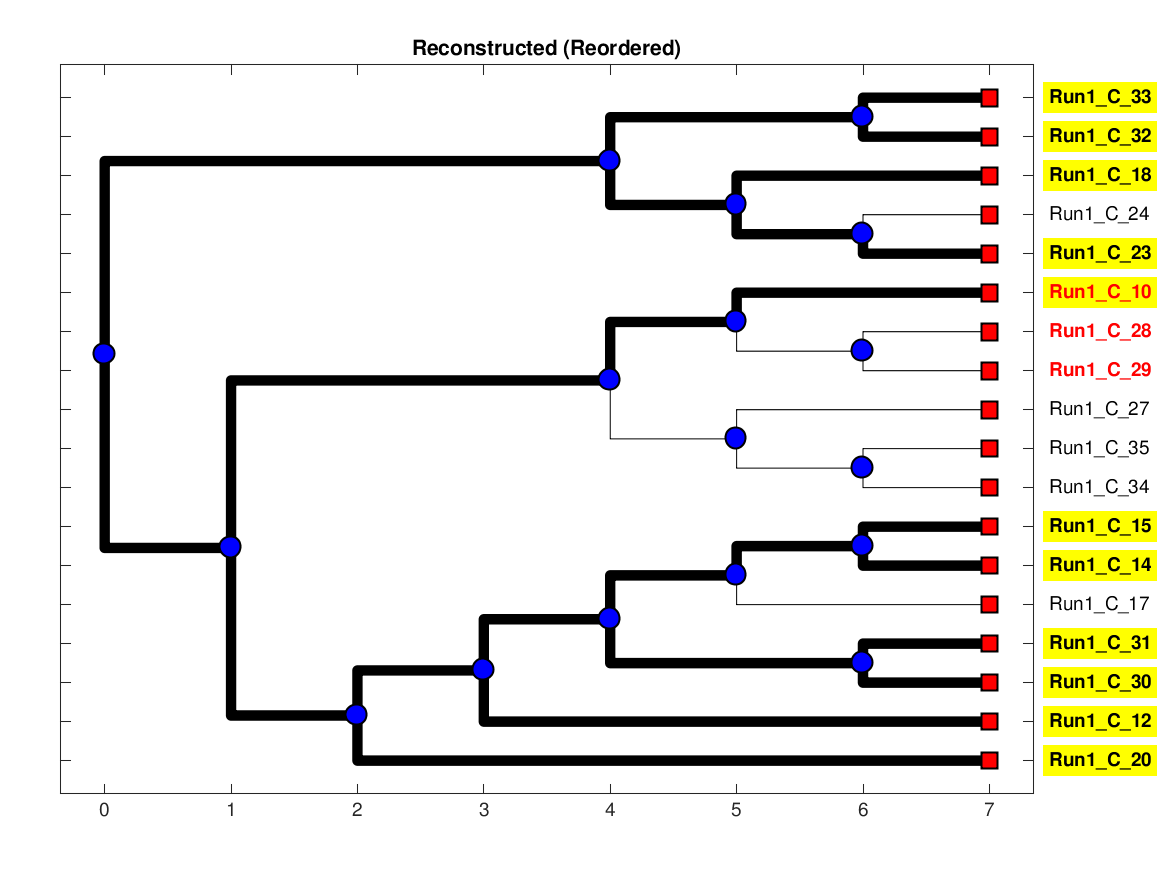 Reconstructed (Reordered)
Run1_C_33
Run1_C_32
Run1_C_18
Run1_C_24
Run1_C_23
Run1_C_10
Run1_C_28
Run1_C_29
Run1_C_27
Run1_C_35
Run1_C_34
Run1_C_15
Run1_C_14
Run1_C_17
Run1_C_31
Run1_C_30
Run1_C_12
Run1_C_20
0 1 2 3 4 5 6 7